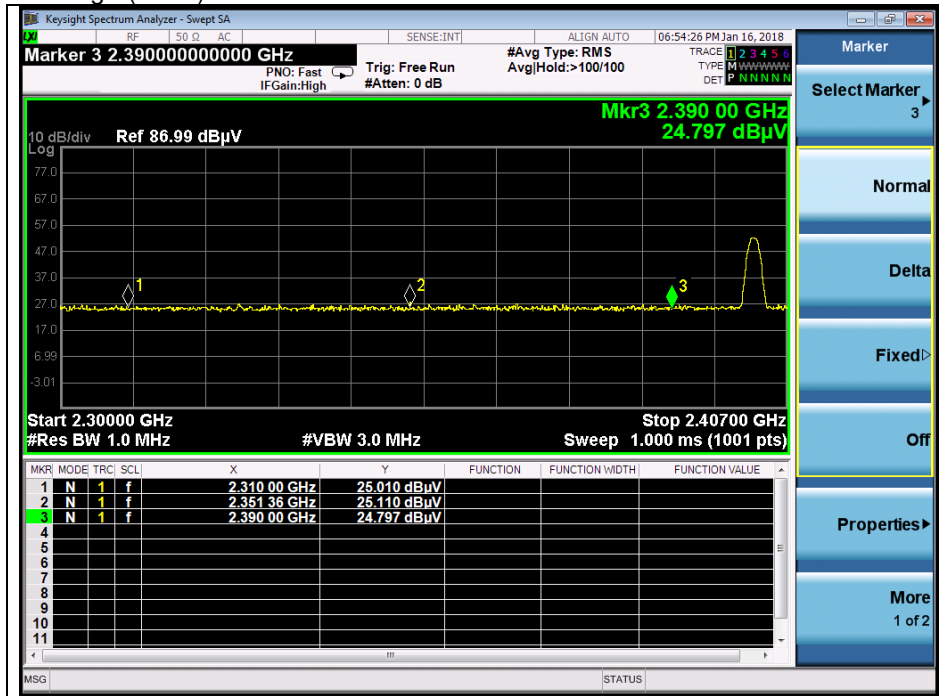 Keysight Spectrum Analyzer - Swept SA
LXI RF 50 Ω AC SENSE:INT ALIGN AUTO 06:54:26 PM Jan 16, 2018
Marker 3 2.390000000000 GHz
PNO: Fast
IFGain:High
Trig: Free Run
#Atten: 0 dB
#Avg Type: RMS
Avg|Hold:>100/100
TRACE 1 2 3 4 5 6
TYPE M WWWWW
DET P N N N N N
Mkr3 2.390 00 GHz
24.797 dBµV
10 dB/div Ref 86.99 dBµV
Log
77.0
67.0
57.0
47.0
37.0
27.0
17.0
6.99
-3.01
1
2
3
Start 2.30000 GHz Stop 2.40700 GHz
#Res BW 1.0 MHz #VBW 3.0 MHz Sweep 1.000 ms (1001 pts)
MKR MODE TRC SCL X Y FUNCTION FUNCTION WIDTH FUNCTION VALUE
1 N 1 f 2.310 00 GHz 25.010 dBµV
2 N 1 f 2.351 36 GHz 25.110 dBµV
3 N 1 f 2.390 00 GHz 24.797 dBµV
4
5
6
7
8
9
10
11
MSG STATUS
Marker
Select Marker
3
Normal
Delta
Fixed
Off
Properties
More
1 of 2